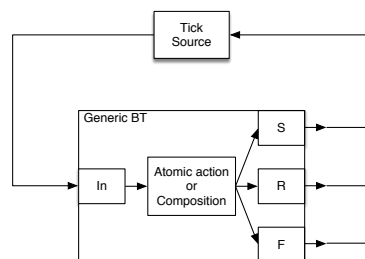 Tick
Source
Generic BT
In
Atomic action
or
Composition
S
R
F